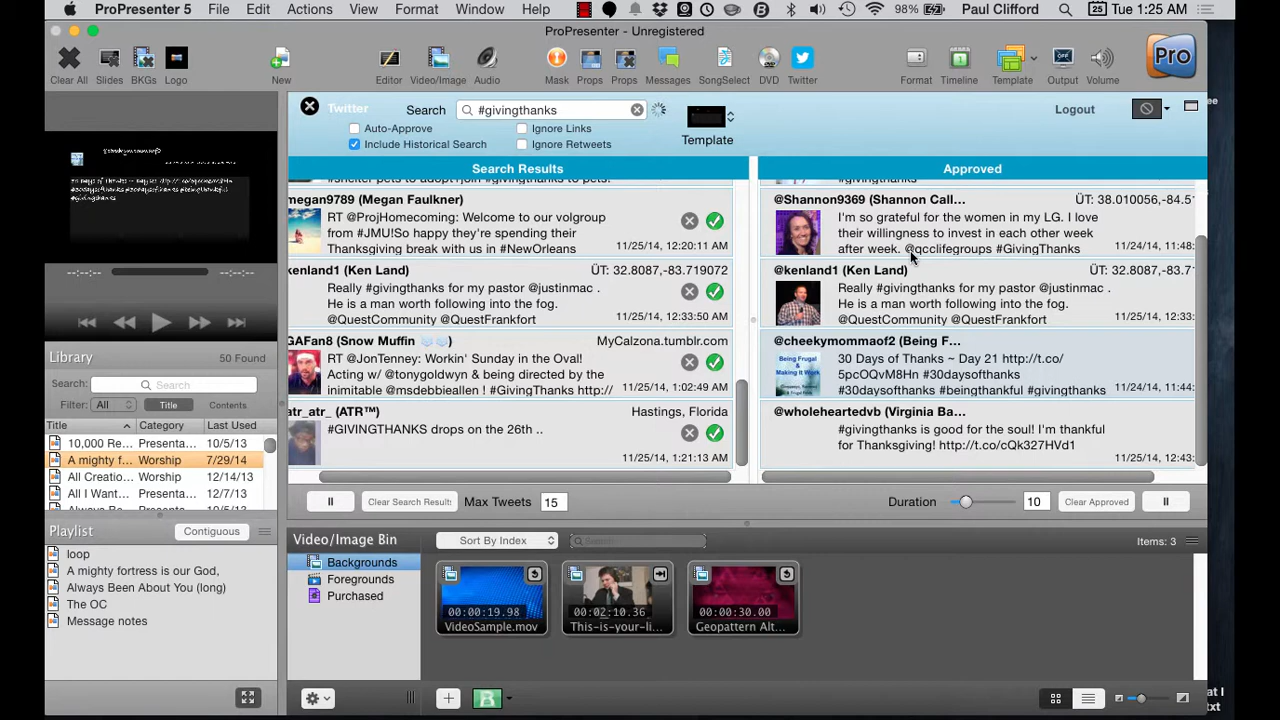 ProPresenter 5 File Edit Actions View Format Window Help 98% Paul Clifford 25 Tue 1:25 AM
ProPresenter - Unregistered
Clear All Slides BKGs Logo New Editor Video/Image Audio Mask Props Props Messages SongSelect DVD Twitter Format Timeline Template Output Volume
Pro
Twitter Search #givingthanks Logout
Auto-Approve Ignore Links
Include Historical Search Ignore Retweets Template
Search Results Approved
megan9789 (Megan Faulkner)
RT @ProjHomecoming: Welcome to our volgroup
from #JMU!So happy they're spending their
Thanksgiving break with us in #NewOrleans 11/25/14, 12:20:11 AM
kenland1 (Ken Land) ÜT: 32.8087,-83.719072
Really #givingthanks for my pastor @justinmac .
He is a man worth following into the fog.
@QuestCommunity @QuestFrankfort 11/25/14, 12:33:50 AM
GAFan8 (Snow Muffin MyCalzona.tumblr.com
RT @JonTenney: Workin' Sunday in the Oval!
Acting w/ @tonygoldwyn & being directed by the
inimitable @msdebbieallen ! #GivingThanks http:// 11/25/14, 1:02:49 AM
atr_atr_ (ATR™) Hastings, Florida
#GIVINGTHANKS drops on the 26th ..
11/25/14, 1:21:13 AM
#givingthanks
@Shannon9369 (Shannon Call... ÜT: 38.010056,-84.5
I'm so grateful for the women in my LG. I love
their willingness to invest in each other week
after week. @qcclifegroups #GivingThanks 11/24/14, 11:48:
@kenland1 (Ken Land) ÜT: 32.8087,-83.7
Really #givingthanks for my pastor @justinmac .
He is a man worth following into the fog.
@QuestCommunity @QuestFrankfort 11/25/14, 12:33:
@cheekymommaof2 (Being F...
30 Days of Thanks ~ Day 21 http://t.co/
5pcOQvM8Hn #30daysofthanks
#30daysofthanks #beingthankful #givingthanks 11/24/14, 11:44:
Being Frugal
&
Making It Work
@wholeheartedvb (Virginia Ba...
#givingthanks is good for the soul! I'm thankful
for Thanksgiving! http://t.co/cQk327HVd1
11/25/14, 12:43:
Clear Search Results Max Tweets 15 Duration 10 Clear Approved
--:--:-- --:--:--
Library 50 Found
Search: Search
Filter: All Title Contents
Title Category Last Used
10,000 Re... Worship 10/5/13
A mighty f... Worship 7/29/14
All Creatio... Worship 12/14/13
All I Want... Presenta... 12/7/13
Playlist Contiguous
loop
A mighty fortress is our God,
Always Been About You (long)
The OC
Message notes
Video/Image Bin Sort By Index Search Items: 3
Backgrounds
Foregrounds
Purchased
00:00:19.98 00:02:10.36 00:00:30.00
VideoSample.mov This-is-your-li... Geopattern Alt...